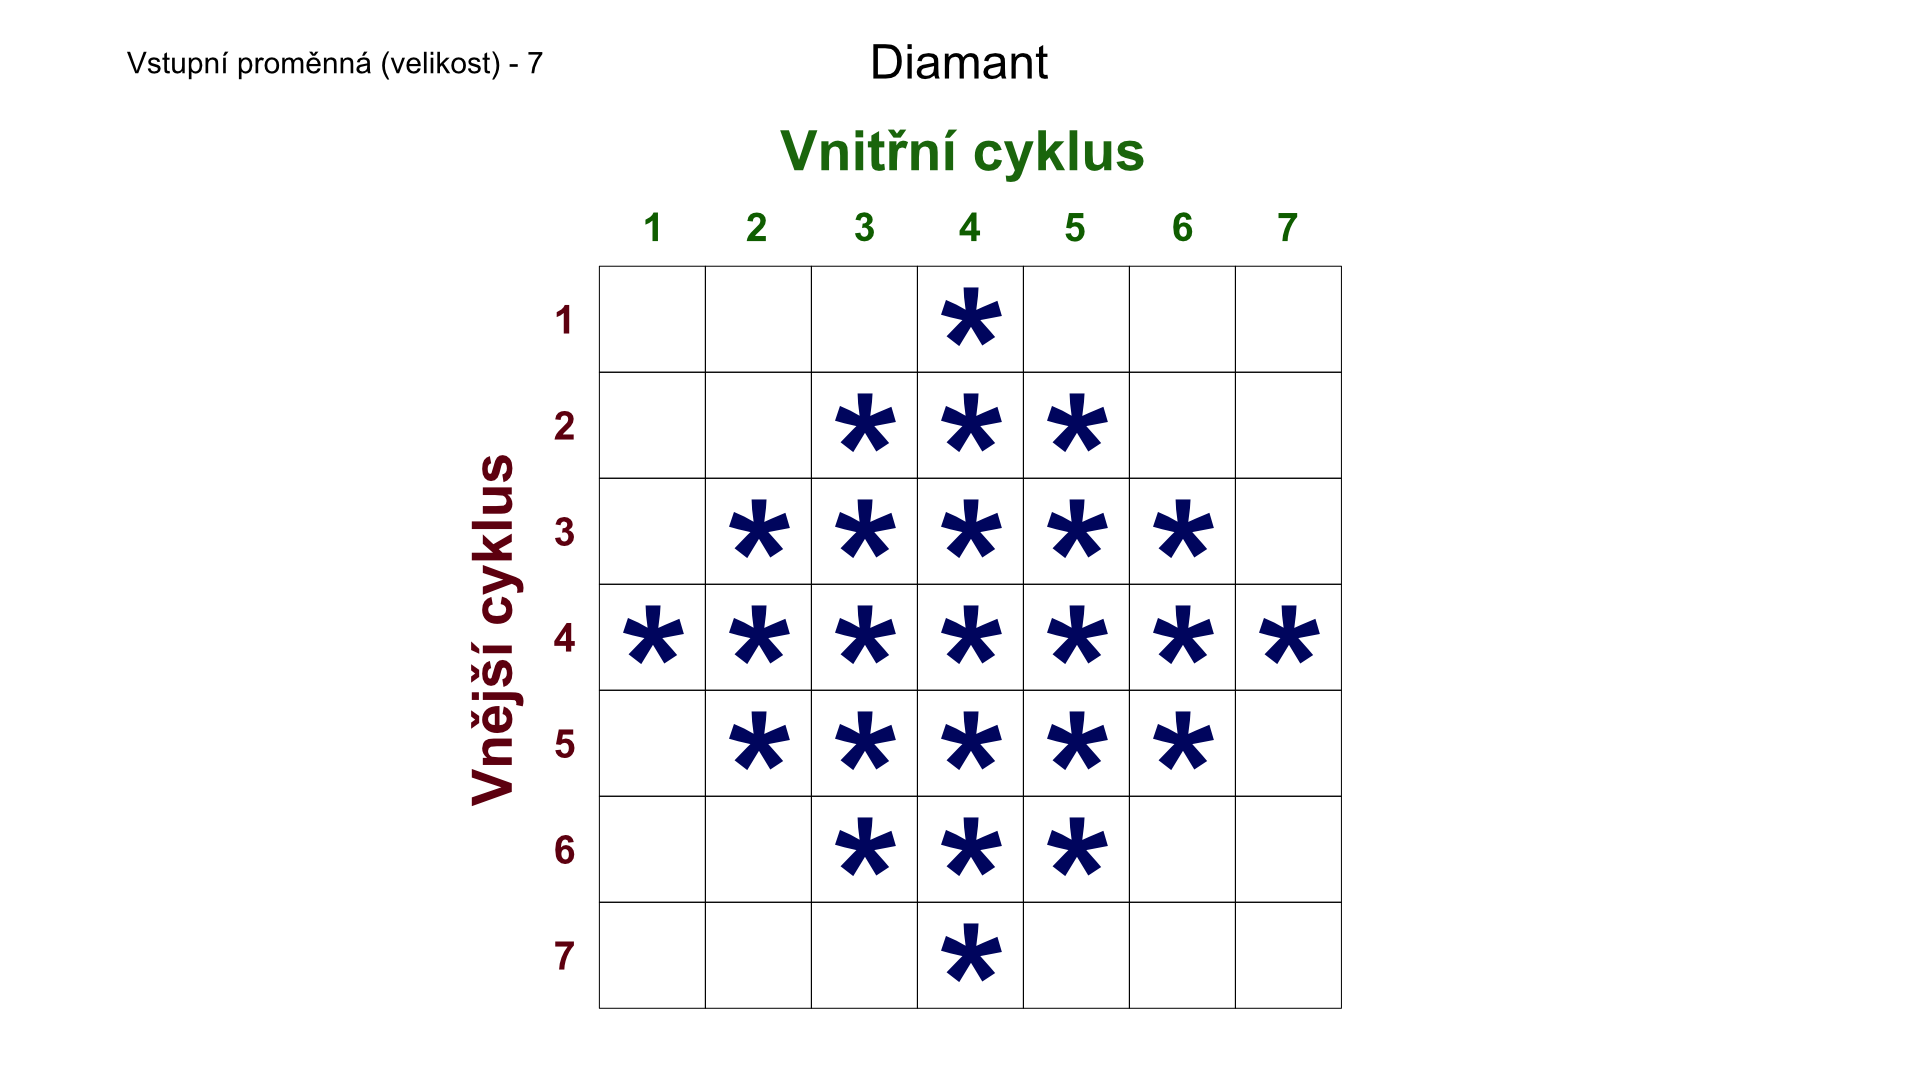 Vstupní proměnná (velikost) - 7
Diamant
Vnitřní cyklus
1 2 3 4 5 6 7
Vnější cyklus
1 *
2 * * *
3 * * * * *
4 * * * * * * *
5 * * * * *
6 * * *
7 *